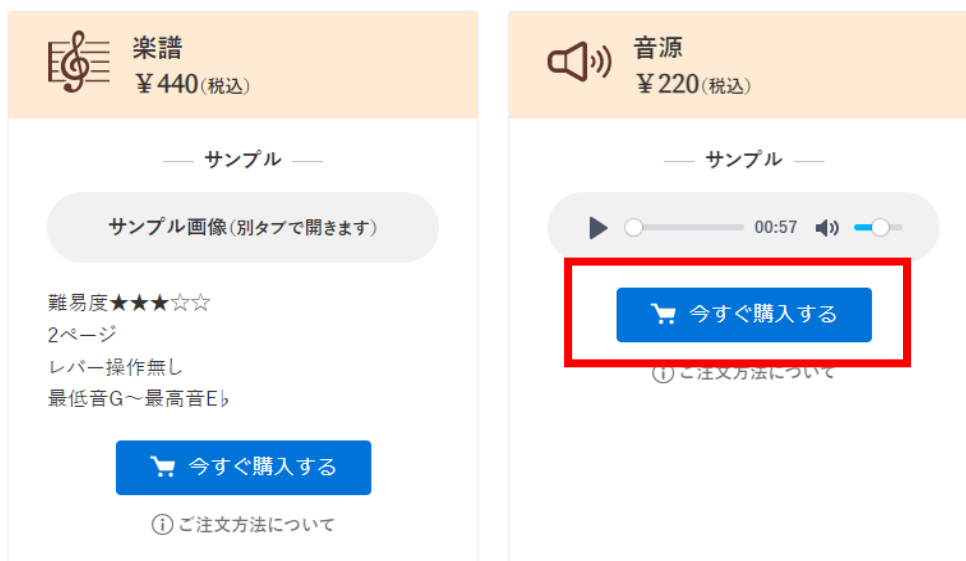 楽譜
￥440(税込)
サンプル
サンプル画像(別タブで開きます)
難易度★★★☆☆
2ページ
レバー操作無し
最低音G～最高音E♭
今すぐ購入する
ご注文方法について
音源
￥220(税込)
サンプル
00:57
今すぐ購入する
ご注文方法について